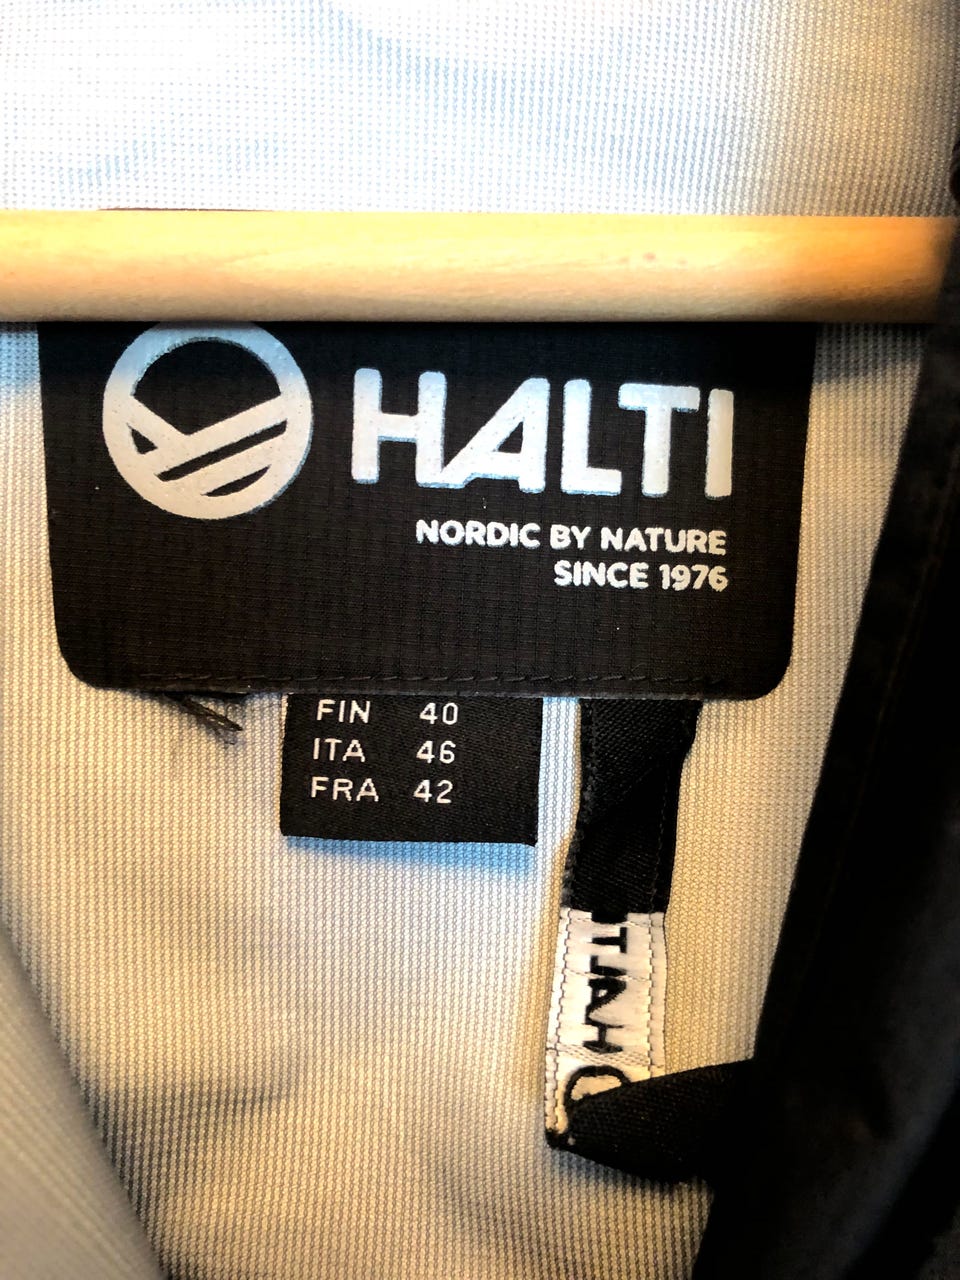 HALTI
NORDIC BY NATURE
SINCE 1976
FIN 40
ITA 46
FRA 42